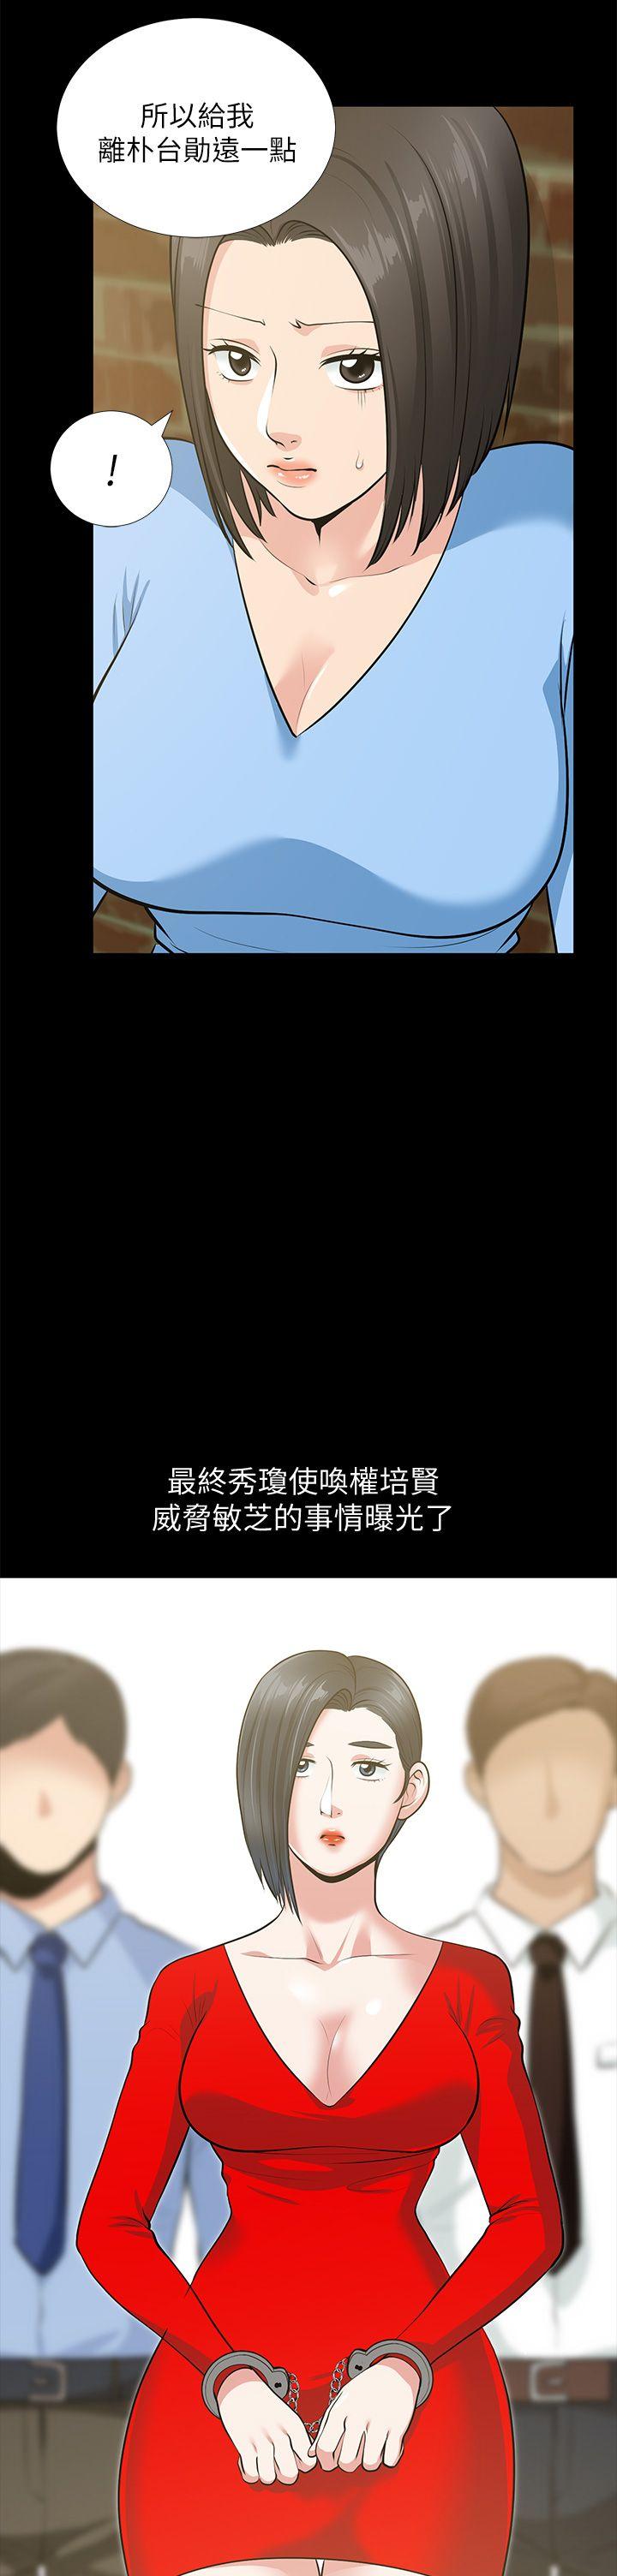 所以給我
離朴台勛遠一點
！
最終秀瓊使喚權培賢
威脅敏芝的事情曝光了